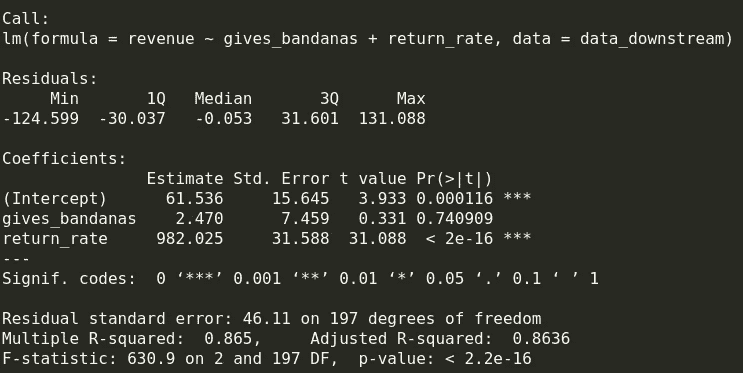 Call:
lm(formula = revenue ~ gives_bandanas + return_rate, data = data_downstream)
Residuals:
     Min       1Q   Median       3Q      Max
-124.599  -30.037   -0.053   31.601  131.088
Coefficients:
               Estimate Std. Error t value Pr(>|t|)
(Intercept)      61.536     15.645   3.933 0.000116 ***
gives_bandanas    2.470      7.459   0.331 0.740909
return_rate     982.025     31.588  31.088  < 2e-16 ***
---
Signif. codes:  0 ‘***’ 0.001 ‘**’ 0.01 ‘*’ 0.05 ‘.’ 0.1 ‘ ’ 1
Residual standard error: 46.11 on 197 degrees of freedom
Multiple R-squared:  0.865,     Adjusted R-squared:  0.8636
F-statistic: 630.9 on 2 and 197 DF,  p-value: < 2.2e-16